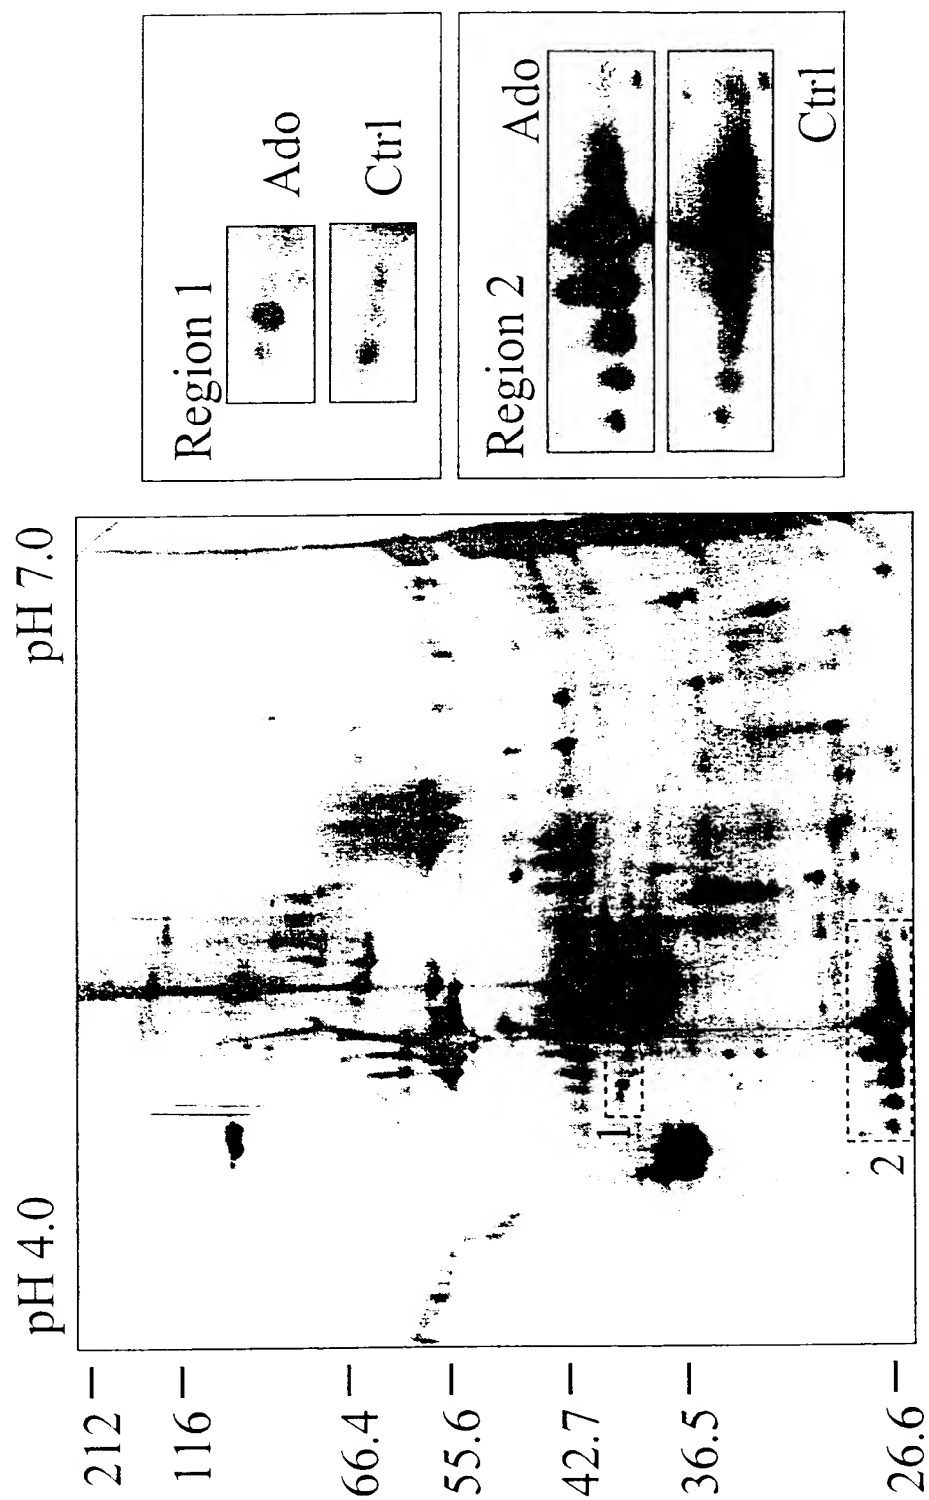 pH 4.0
pH 7.0
212
116
66.4
55.6
42.7
36.5
26.6
1
2
Region 1
Ado
Ctrl
Region 2
Ado
Ctrl